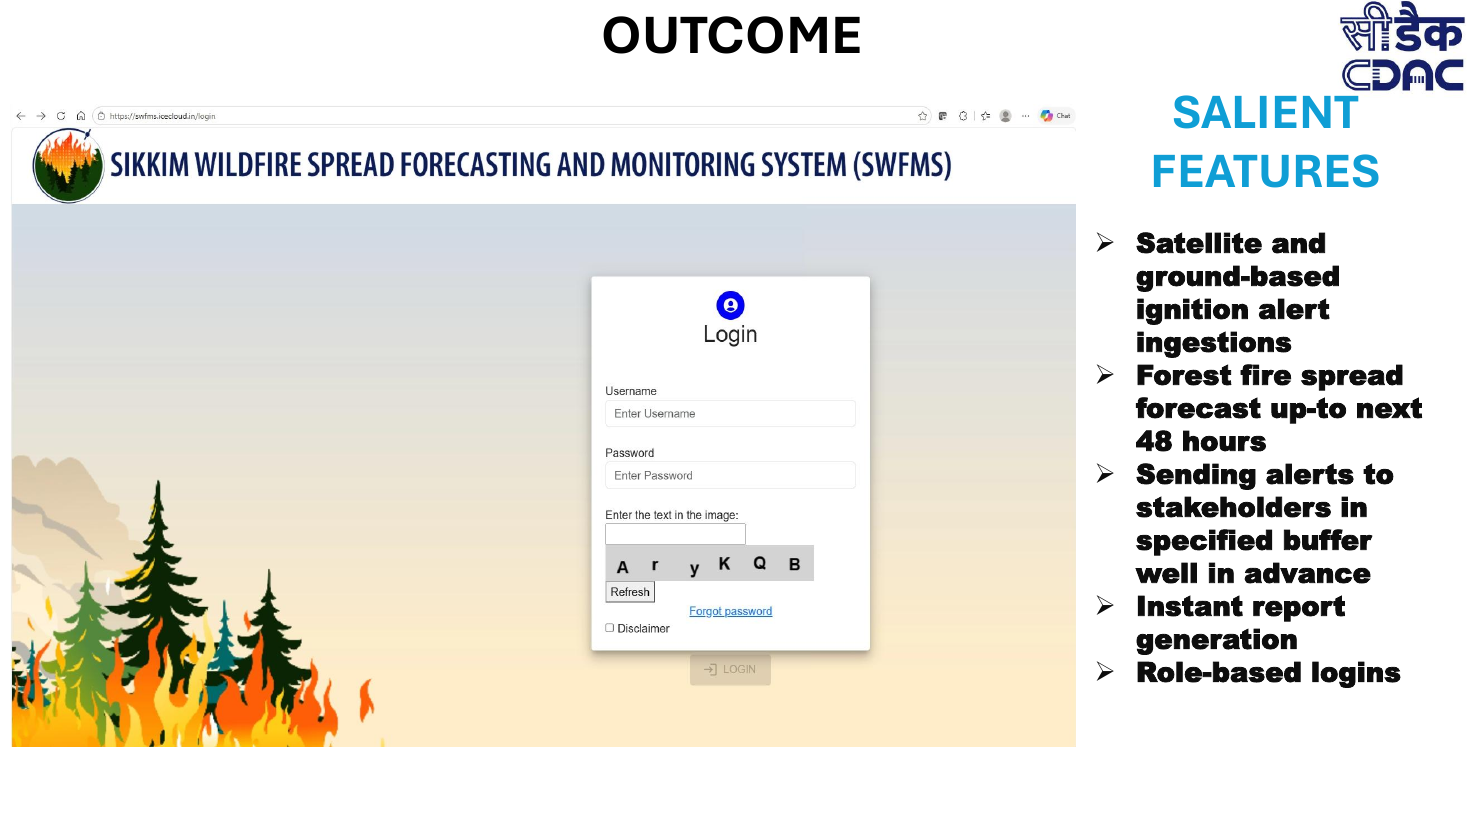 OUTCOME
सीडैक
CDAC
https://swfms.icecloud.in/login
Chat
SIKKIM WILDFIRE SPREAD FORECASTING AND MONITORING SYSTEM (SWFMS)
Login
Username
Enter Username
Password
Enter Password
Enter the text in the image:
A r y K Q B
Refresh
Forgot password
Disclaimer
LOGIN
SALIENT
FEATURES
➢ Satellite and
ground-based
ignition alert
ingestions
➢ Forest fire spread
forecast up-to next
48 hours
➢ Sending alerts to
stakeholders in
specified buffer
well in advance
➢ Instant report
generation
➢ Role-based logins